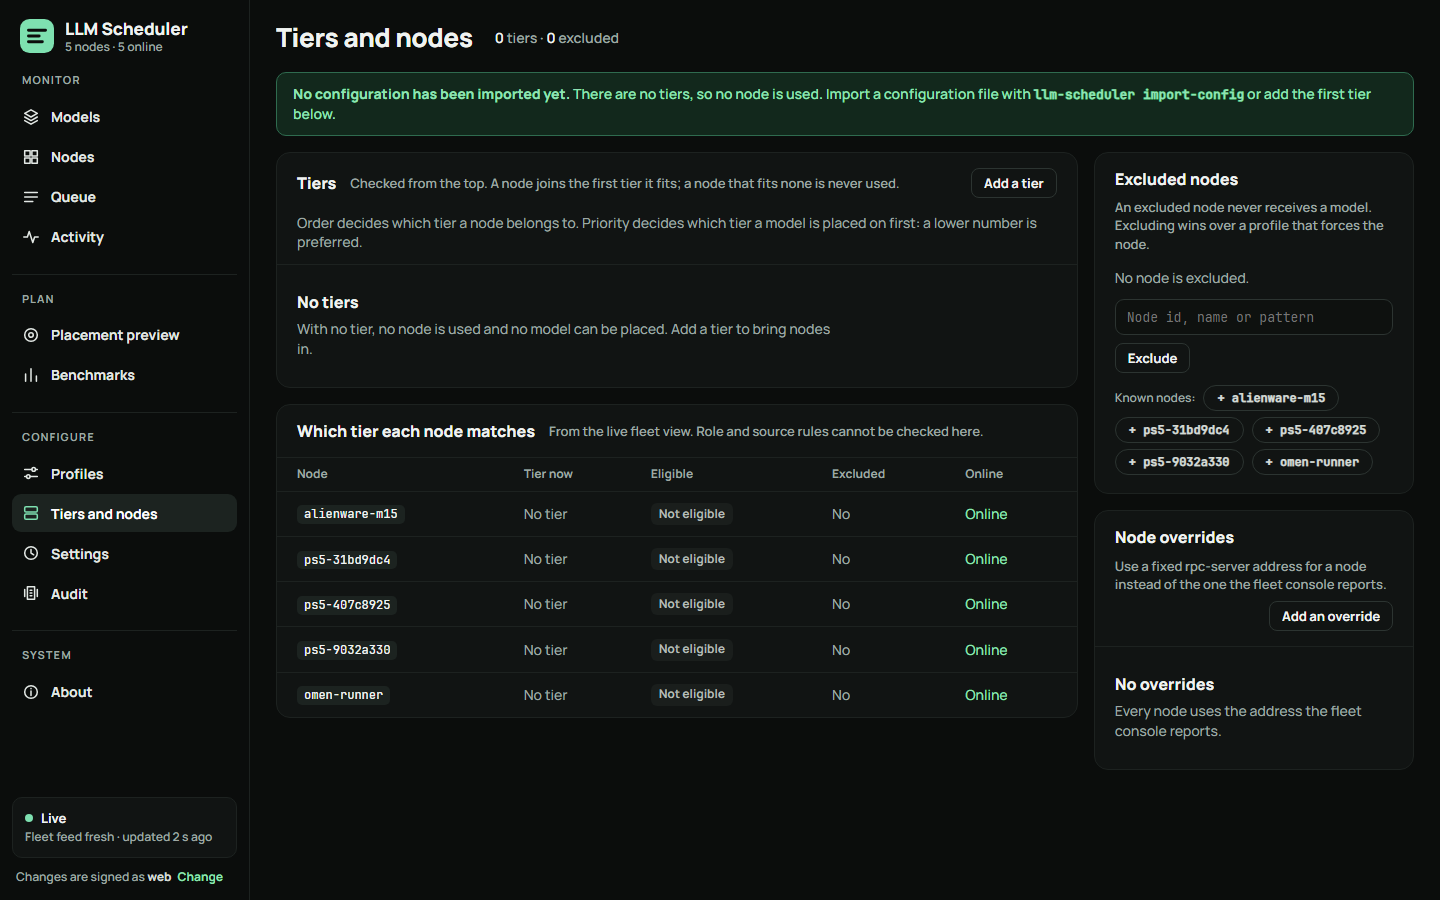 LLM Scheduler
5 nodes · 5 online
MONITOR
Models
Nodes
Queue
Activity
PLAN
Placement preview
Benchmarks
CONFIGURE
Profiles
Tiers and nodes
Settings
Audit
SYSTEM
About
Live
Fleet feed fresh · updated 2 s ago
Changes are signed as web Change
Tiers and nodes 0 tiers · 0 excluded
No configuration has been imported yet. There are no tiers, so no node is used. Import a configuration file with llm-scheduler import-config or add the first tier
below.
Tiers Checked from the top. A node joins the first tier it fits; a node that fits none is never used. Add a tier
Order decides which tier a node belongs to. Priority decides which tier a model is placed on first: a lower number is
preferred.
No tiers
With no tier, no node is used and no model can be placed. Add a tier to bring nodes
in.
Which tier each node matches From the live fleet view. Role and source rules cannot be checked here.
Node Tier now Eligible Excluded Online
alienware-m15 No tier Not eligible No Online
ps5-31bd9dc4 No tier Not eligible No Online
ps5-407c8925 No tier Not eligible No Online
ps5-9032a330 No tier Not eligible No Online
omen-runner No tier Not eligible No Online
Excluded nodes
An excluded node never receives a model.
Excluding wins over a profile that forces the
node.
No node is excluded.
Node id, name or pattern
Exclude
Known nodes: + alienware-m15
+ ps5-31bd9dc4 + ps5-407c8925
+ ps5-9032a330 + omen-runner
Node overrides
Use a fixed rpc-server address for a node
instead of the one the fleet console reports.
Add an override
No overrides
Every node uses the address the fleet
console reports.